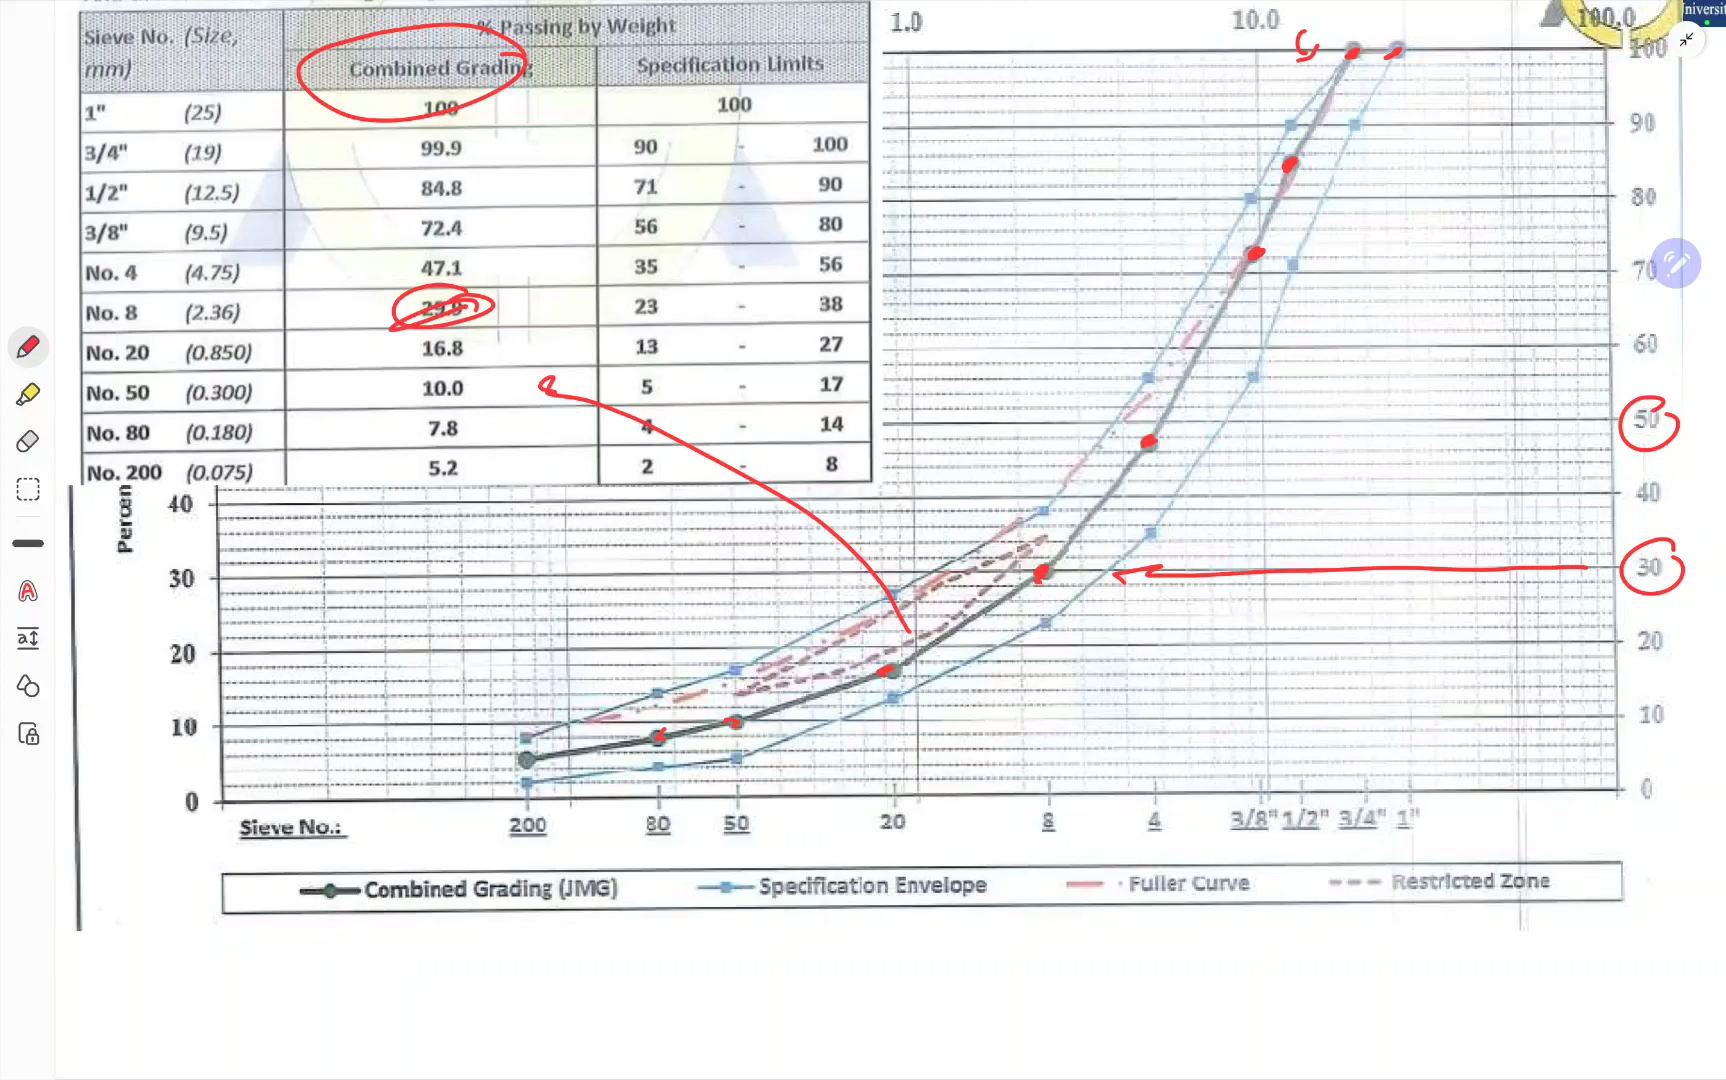 Sieve No. (Size, mm)
% Passing by Weight
Combined Grading
Specification Limits
1" (25) 100 100
3/4" (19) 99.9 90 - 100
1/2" (12.5) 84.8 71 - 90
3/8" (9.5) 72.4 56 - 80
No. 4 (4.75) 47.1 35 - 56
No. 8 (2.36) 23 - 38
No. 20 (0.850) 16.8 13 - 27
No. 50 (0.300) 10.0 5 - 17
No. 80 (0.180) 7.8 4 - 14
No. 200 (0.075) 5.2 2 - 8
1.0 10.0 100.0
100
90
80
70
60
50
40
30
20
10
0
40
30
20
10
0
Sieve No.: 200 80 50 20 8 4 3/8" 1/2" 3/4" 1"
Combined Grading (JMG) Specification Envelope Fuller Curve Restricted Zone